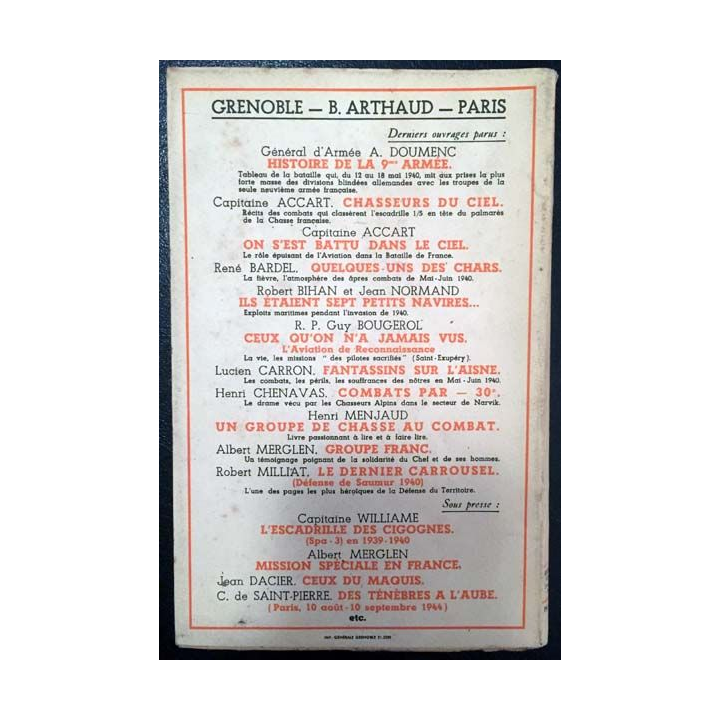 GRENOBLE — B. ARTHAUD — PARIS
Derniers ouvrages parus :
Général d'Armée A. DOUMENC
HISTOIRE DE LA 9me ARMÉE.
Tableau de la bataille qui, du 12 au 18 mai 1940, mit aux prises la plus
forte masse des divisions blindées allemandes avec les troupes de la
seule neuvième armée française.
Capitaine ACCART. CHASSEURS DU CIEL.
Récits des combats qui classèrent l'escadrille 1/5 en tête du palmarès
de la Chasse française.
Capitaine ACCART
ON S'EST BATTU DANS LE CIEL.
Le rôle épuisant de l'Aviation dans la Bataille de France.
René BARDEL. QUELQUES-UNS DES CHARS.
La fièvre, l'atmosphère des âpres combats de Mai-Juin 1940.
Robert BIHAN et Jean NORMAND
ILS ÉTAIENT SEPT PETITS NAVIRES...
Exploits maritimes pendant l'invasion de 1940.
R. P. Guy BOUGEROL
CEUX QU'ON N'A JAMAIS VUS.
L'Aviation de Reconnaissance
La vie, les missions " des pilotes sacrifiés " (Saint-Exupéry).
Lucien CARRON. FANTASSINS SUR L'AISNE.
Les combats, les périls, les souffrances des nôtres en Mai-Juin 1940.
Henri CHENAVAS. COMBATS PAR — 30°.
Le drame vécu par les Chasseurs Alpins dans le secteur de Narvik.
Henri MENJAUD
UN GROUPE DE CHASSE AU COMBAT.
Livre passionnant à lire et à faire lire.
Albert MERGLEN. GROUPE FRANC.
Un témoignage poignant de la solidarité du Chef et de ses hommes.
Robert MILLIAT. LE DERNIER CARROUSEL.
(Défense de Saumur 1940)
L'une des pages les plus héroïques de la Défense du Territoire.
Sous presse :
Capitaine WILLIAME
L'ESCADRILLE DES CIGOGNES.
(Spa-3) en 1939-1940
Albert MERGLEN
MISSION SPÉCIALE EN FRANCE.
Jean DACIER. CEUX DU MAQUIS.
C. de SAINT-PIERRE. DES TÉNÈBRES A L'AUBE.
(Paris, 10 août-10 septembre 1944)
etc.
IMP. GÉNÉRALE GRENOBLE